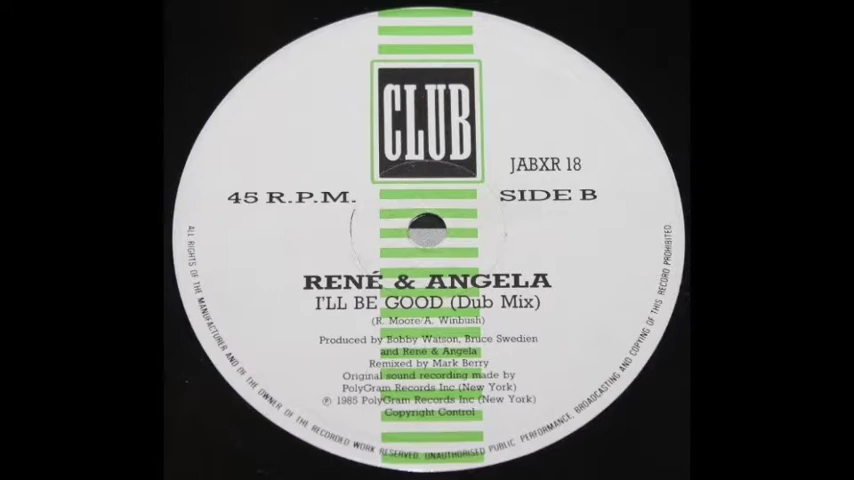 CLUB
JABXR 18
45 R.P.M.
SIDE B
RENÉ & ANGELA
I'LL BE GOOD (Dub Mix)
(R. Moore/A. Winbush)
Produced by Bobby Watson, Bruce Swedien
and Rene & Angela
Remixed by Mark Berry
Original sound recording made by
PolyGram Records Inc (New York)
℗ 1985 PolyGram Records Inc (New York)
Copyright Control
ALL RIGHTS OF THE MANUFACTURER AND OF THE OWNER OF THE RECORDED WORK RESERVED. UNAUTHORISED PUBLIC PERFORMANCE, BROADCASTING AND COPYING OF THIS RECORD PROHIBITED